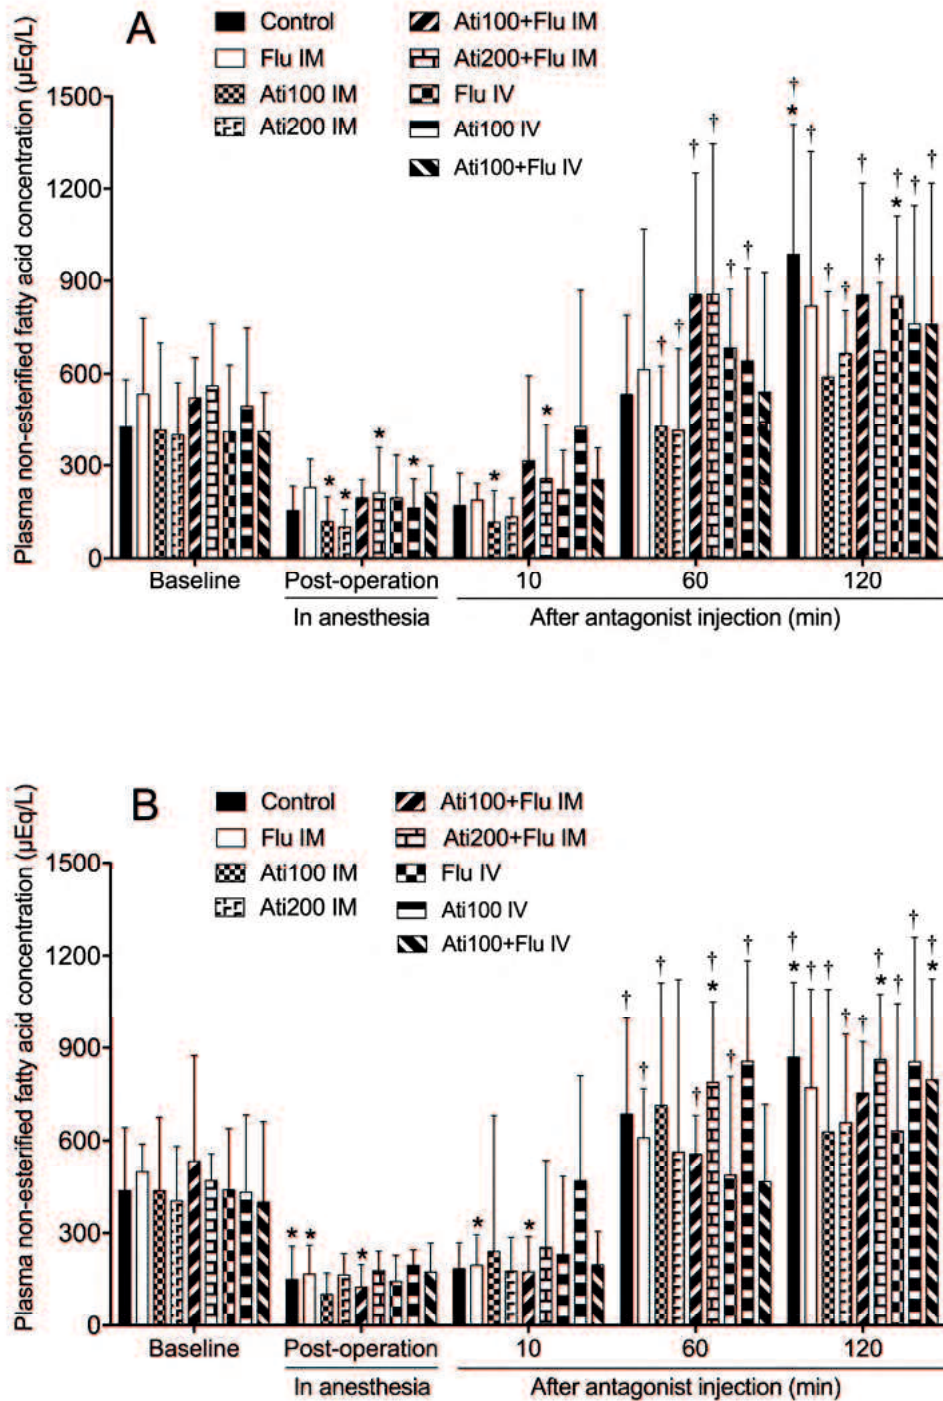 A
Control
Flu IM
Ati100 IM
Ati200 IM
Ati100+Flu IM
Ati200+Flu IM
Flu IV
Ati100 IV
Ati100+Flu IV
Plasma non-esterified fatty acid concentration (μEq/L)
1500
1200
900
600
300
0
† * † † † † † † † † † † † † † † * † †
* * * *
* *
Baseline
Post-operation
10
60
120
In anesthesia
After antagonist injection (min)
B
Control
Flu IM
Ati100 IM
Ati200 IM
Ati100+Flu IM
Ati200+Flu IM
Flu IV
Ati100 IV
Ati100+Flu IV
Plasma non-esterified fatty acid concentration (μEq/L)
1500
1200
900
600
300
0
* * *
* *
† † † † † * † †
† * † † † † † * † † † *
Baseline
Post-operation
10
60
120
In anesthesia
After antagonist injection (min)